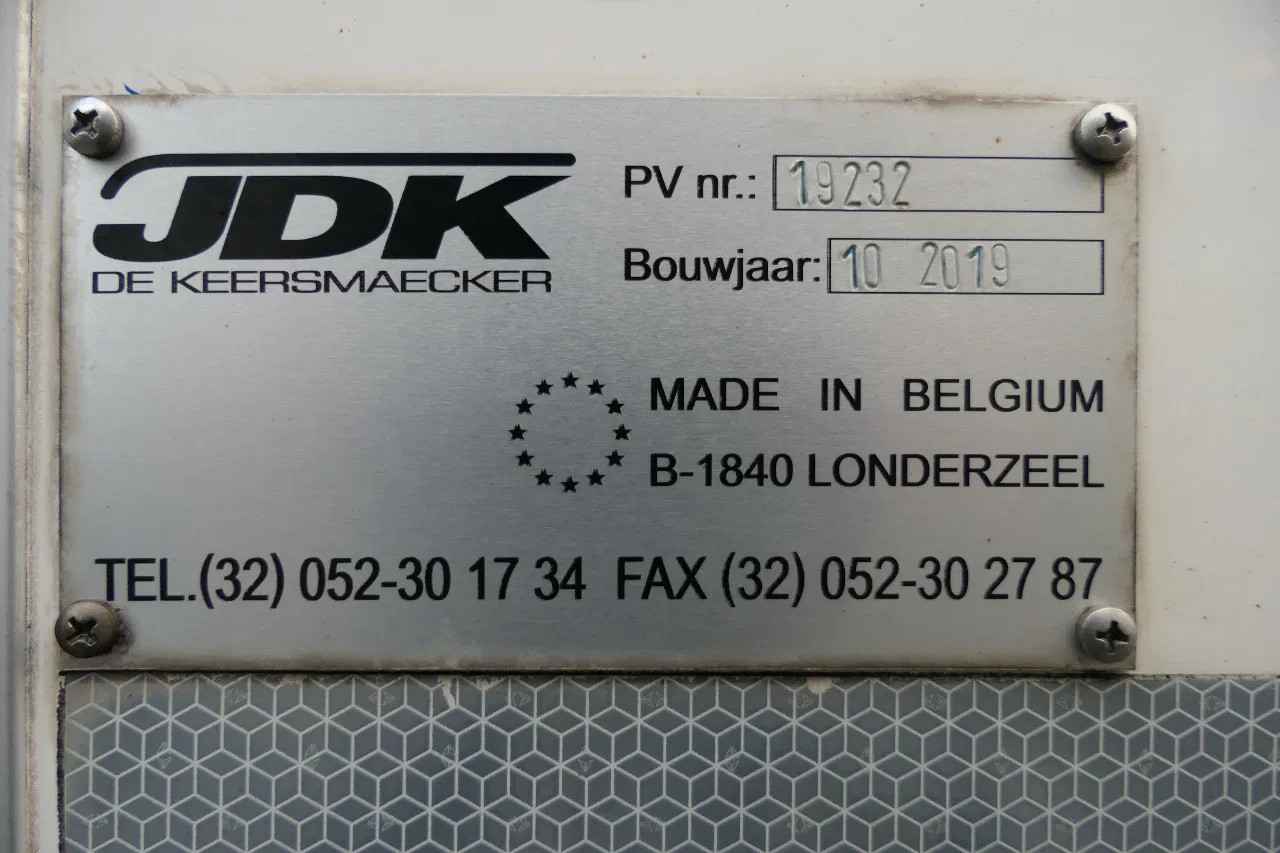 JDK
DE KEERSMAECKER
PV nr.: 19232
Bouwjaar: 10 2019
MADE IN BELGIUM
B-1840 LONDERZEEL
TEL.(32) 052-30 17 34 FAX (32) 052-30 27 87